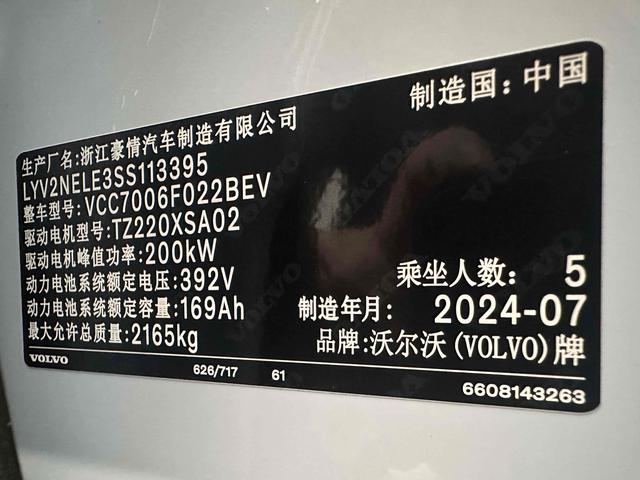 制造国：中国
生产厂名:浙江豪情汽车制造有限公司
LYV2NELE3SS113395
整车型号:VCC7006F022BEV
驱动电机型号:TZ220XSA02
驱动电机峰值功率:200kW
动力电池系统额定电压:392V
乘坐人数： 5
动力电池系统额定容量:169Ah
制造年月: 2024-07
最大允许总质量:2165kg
品牌:沃尔沃(VOLVO)牌
VOLVO
626/717 61
6608143263